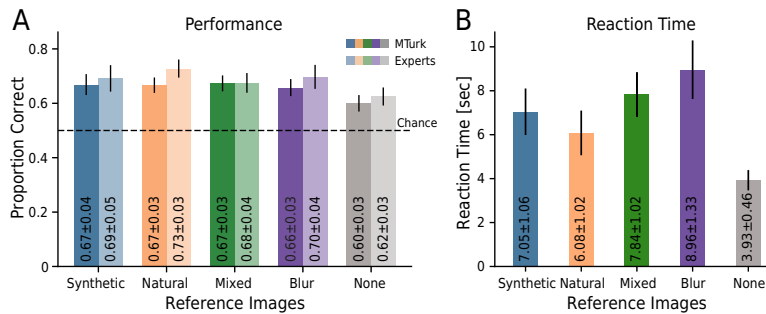 A
Performance
MTurk
Experts
Chance
Proportion Correct
0.8
0.6
0.4
0.2
0
0.67±0.04
0.69±0.05
0.67±0.03
0.73±0.03
0.67±0.03
0.68±0.04
0.66±0.03
0.70±0.04
0.60±0.03
0.62±0.03
Synthetic Natural Mixed Blur None
Reference Images
B
Reaction Time
Reaction Time [sec]
10
8
6
4
2
0
7.05±1.06
6.08±1.02
7.84±1.02
8.96±1.33
3.93±0.46
Synthetic Natural Mixed Blur None
Reference Images